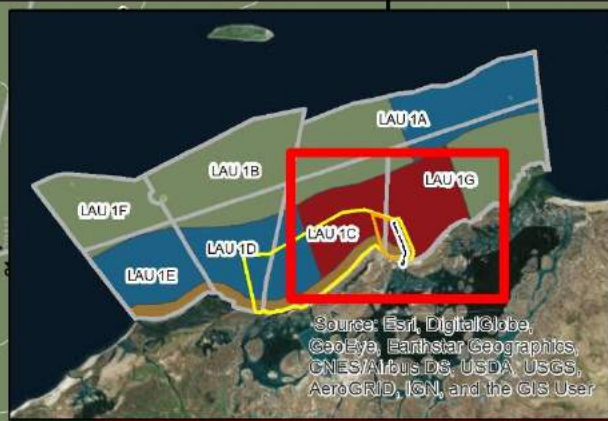 LAU 1A
LAU 1B
LAU 1G
LAU 1F
LAU 1C
LAU 1D
LAU 1E
Source: Esri, DigitalGlobe,
GeoEye, Earthstar Geographics,
CNES/Airbus DS, USDA, USGS,
AeroGRID, IGN, and the GIS User